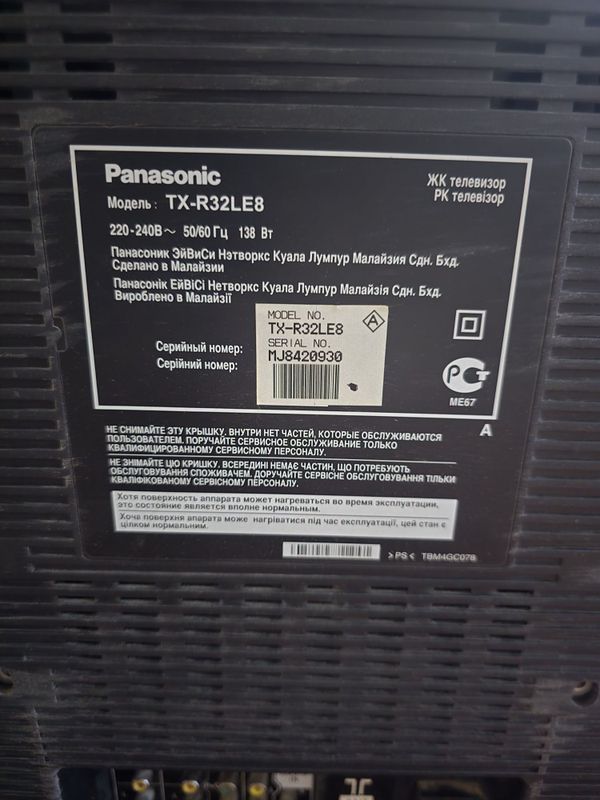 Panasonic
ЖК телевизор
РК телевізор
Модель : TX-R32LE8
220-240В ~ 50/60 Гц 138 Вт
Панасоник ЭйВиСи Нэтворкс Куала Лумпур Малайзия Сдн. Бхд.
Сделано в Малайзии
Панасонік ЕйВіСі Нетворкс Куала Лумпур Малайзія Сдн. Бхд.
Вироблено в Малайзії
Серийный номер:
Серійний номер:
MODEL NO.
TX-R32LE8
SERIAL NO.
MJ8420930
A
РСТ
ME67
A
НЕ СНИМАЙТЕ ЭТУ КРЫШКУ. ВНУТРИ НЕТ ЧАСТЕЙ, КОТОРЫЕ ОБСЛУЖИВАЮТСЯ
ПОЛЬЗОВАТЕЛЕМ. ПОРУЧАЙТЕ СЕРВИСНОЕ ОБСЛУЖИВАНИЕ ТОЛЬКО
КВАЛИФИЦИРОВАННОМУ СЕРВИСНОМУ ПЕРСОНАЛУ.
НЕ ЗНІМАЙТЕ ЦЮ КРИШКУ. ВСЕРЕДИНІ НЕМАЄ ЧАСТИН, ЩО ПОТРЕБУЮТЬ
ОБСЛУГОВУВАННЯ СПОЖИВАЧЕМ. ДОРУЧАЙТЕ СЕРВІСНЕ ОБСЛУГОВУВАННЯ ТІЛЬКИ
КВАЛІФІКОВАНОМУ СЕРВІСНОМУ ПЕРСОНАЛУ.
Хотя поверхность аппарата может нагреваться во время эксплуатации,
это состояние является вполне нормальным.
Хоча поверхня апарата може нагріватися під час експлуатації, цей стан є
цілком нормальним.
>PS< TBM4GC078